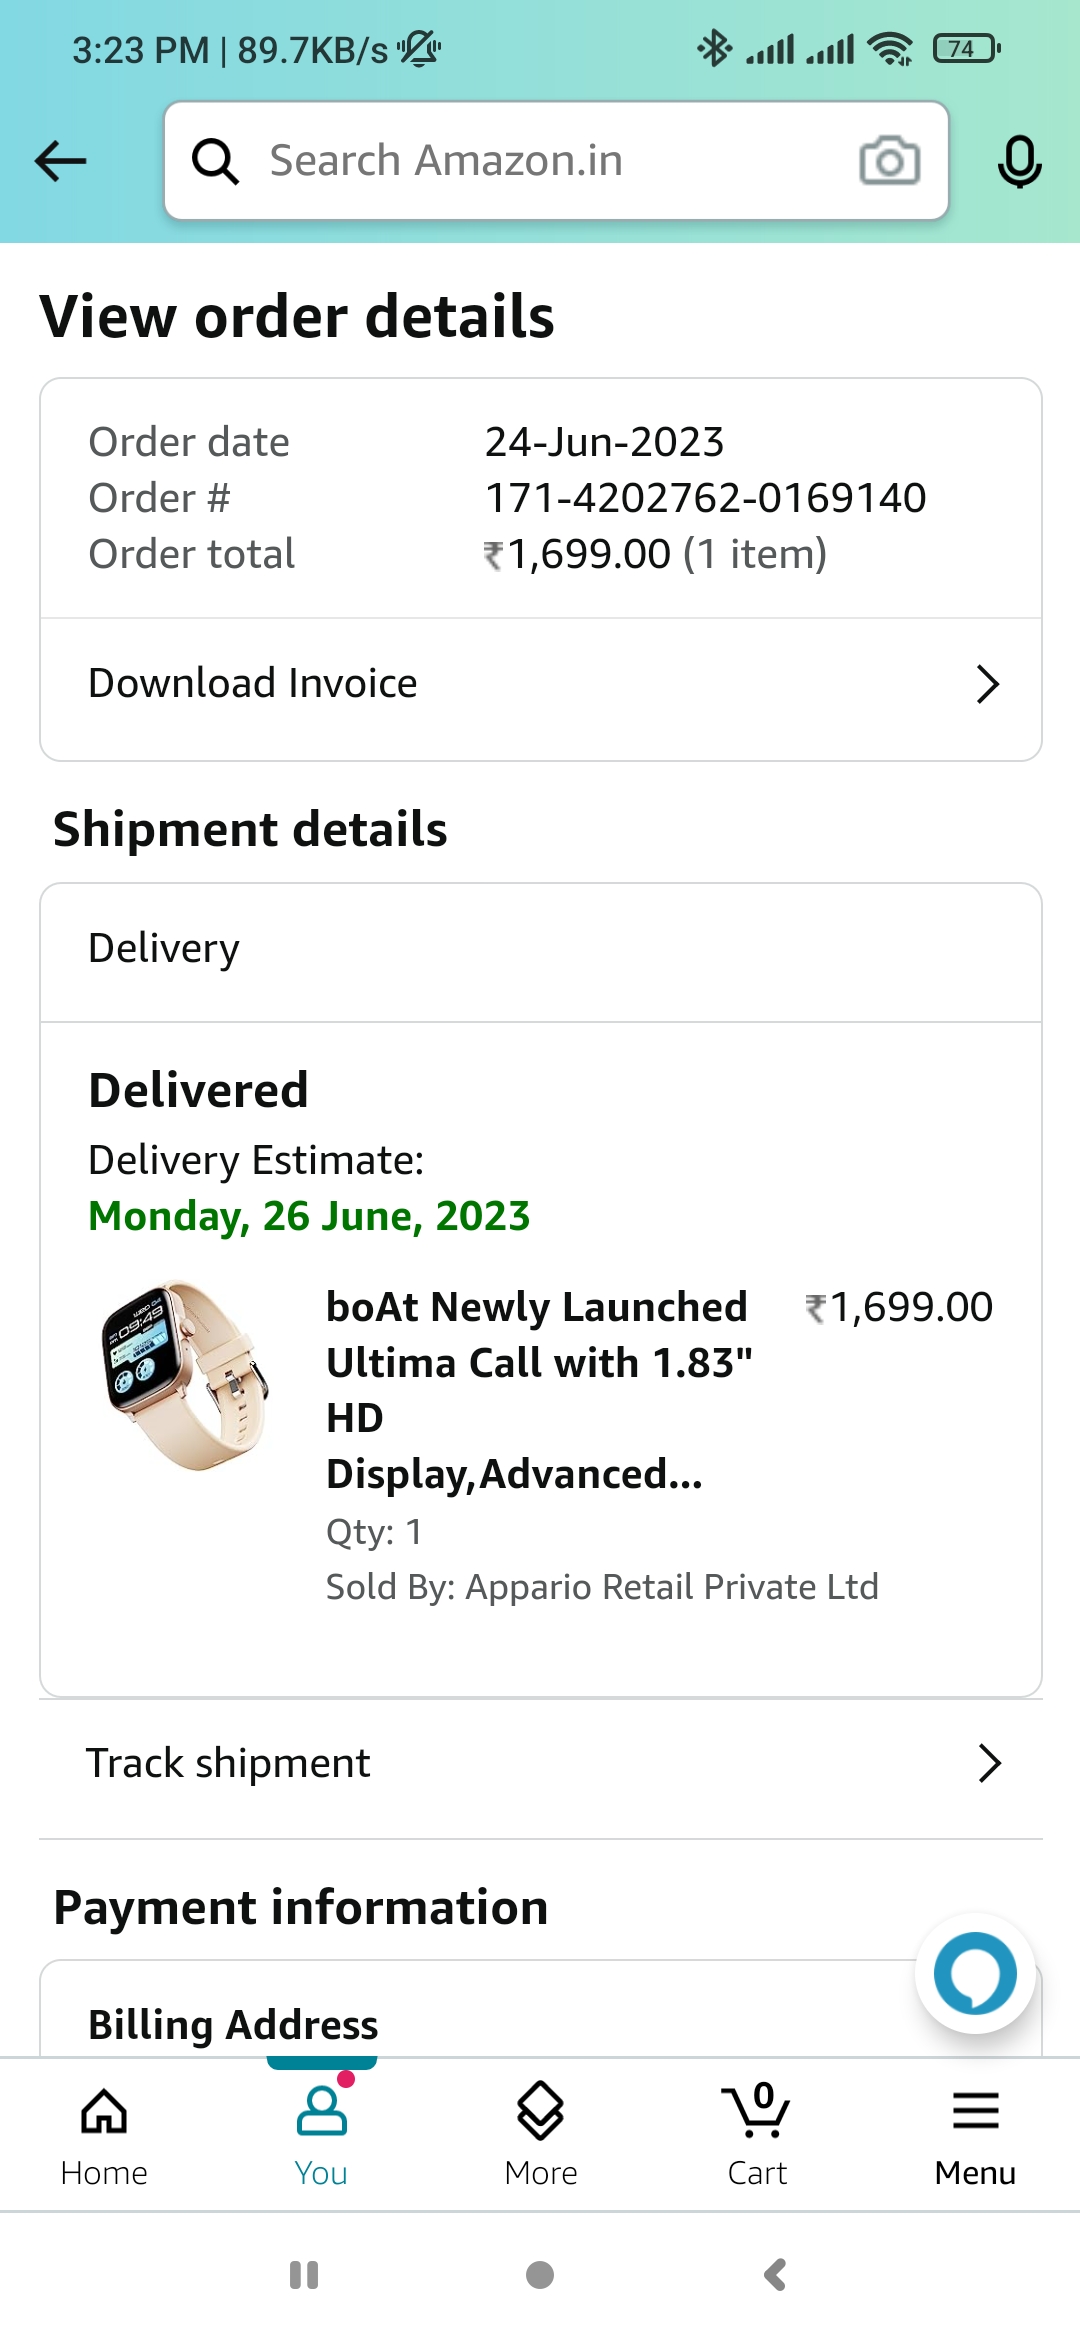 3:23 PM | 89.7KB/s
74
Search Amazon.in
View order details
Order date 24-Jun-2023
Order # 171-4202762-0169140
Order total ₹1,699.00 (1 item)
Download Invoice
Shipment details
Delivery
Delivered
Delivery Estimate:
Monday, 26 June, 2023
09:49
boAt Newly Launched ₹1,699.00
Ultima Call with 1.83"
HD
Display,Advanced...
Qty: 1
Sold By: Appario Retail Private Ltd
Track shipment
Payment information
Billing Address
0
Home You More Cart Menu